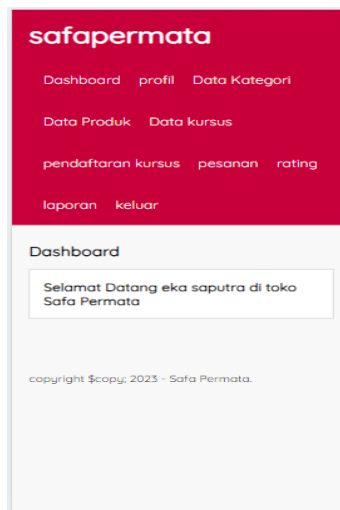 safapermata
Dashboard profil Data Kategori
Data Produk Data kursus
pendaftaran kursus pesanan rating
laporan keluar
Dashboard
Selamat Datang eka saputra di toko
Safa Permata
copyright $copy; 2023 - Safa Permata.